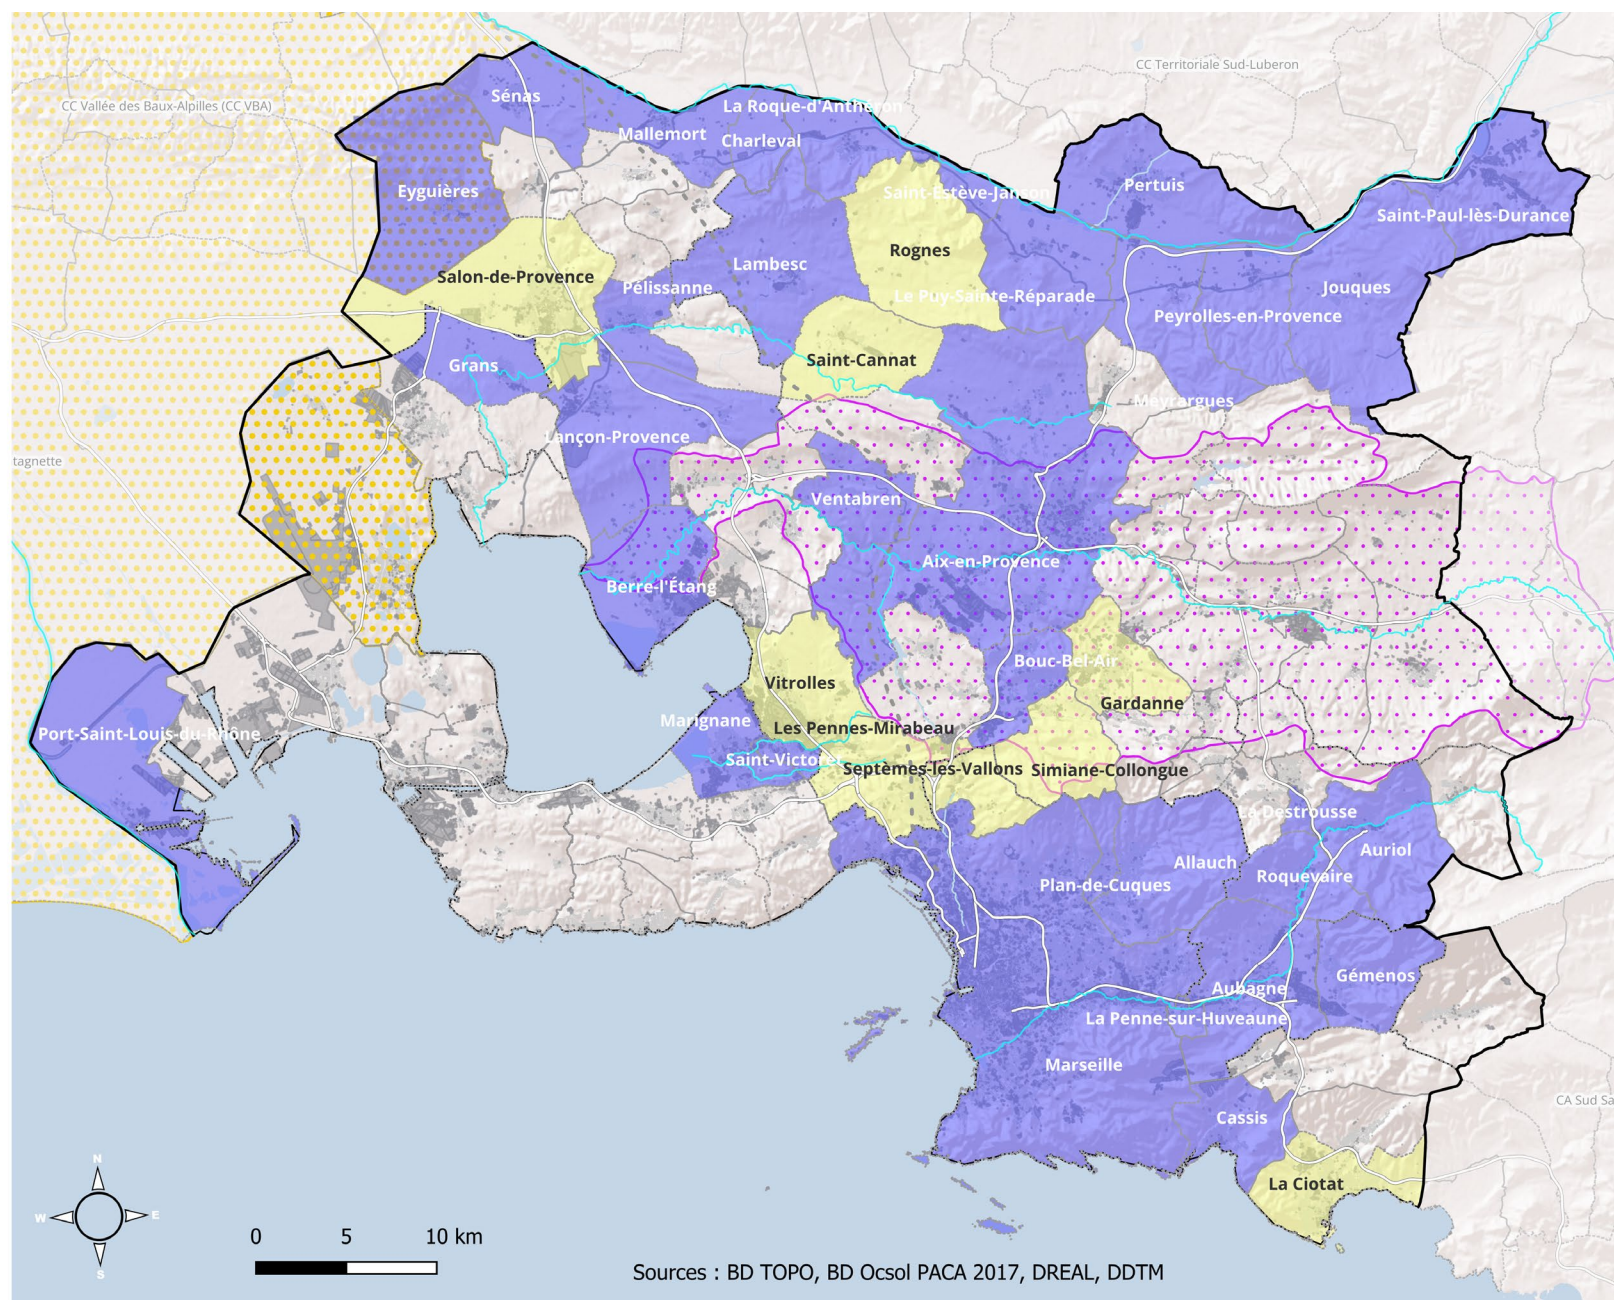 CC Territoriale Sud-Luberon
Sénas
CC Vallée des Baux-Alpilles (CC VBA)
La Roque-d'Anthéron
Mallemort
Charleval
Pertuis
Eyguières
Saint-Estève-Janson
Saint-Paul-lès-Durance
Rognes
Lambesc
Salon-de-Provence
Pélissanne
Jouques
Le Puy-Sainte-Réparade
Peyrolles-en-Provence
Saint-Cannat
Grans
Meyrargues
Lançon-Provence
tagnette
Ventabren
Aix-en-Provence
Berre-l'Étang
Bouc-Bel-Air
Vitrolles
Gardanne
Marignane
Les Pennes-Mirabeau
Port-Saint-Louis-du-Rhône
Saint-Victoret
Septèmes-les-Vallons
Simiane-Collongue
La Destrousse
Auriol
Allauch
Roquevaire
Plan-de-Cuques
Gémenos
Aubagne
La Penne-sur-Huveaune
Marseille
CA Sud Sa
Cassis
La Ciotat
N
W
E
S
0 5 10 km
Sources : BD TOPO, BD Ocsol PACA 2017, DREAL, DDTM